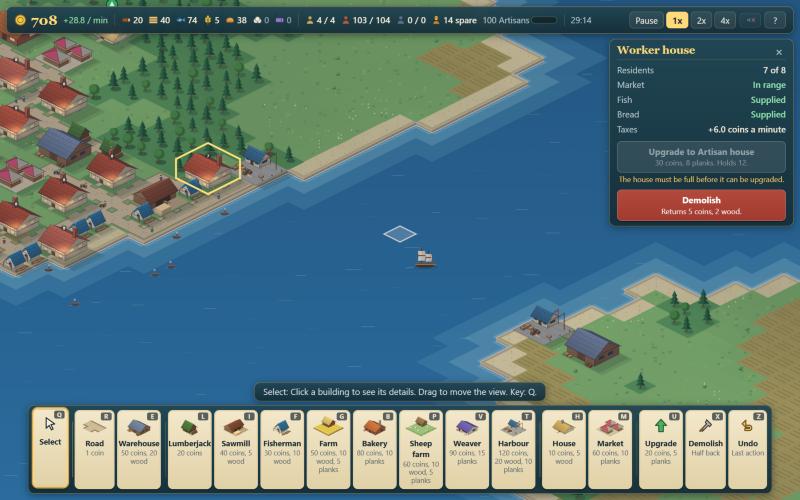 708 +28.8 / min 20 40 74 5 38 0 0 4 / 4 103 / 104 0 / 0 14 spare 100 Artisans 29:14 Pause 1x 2x 4x ?
Worker house ×
Residents 7 of 8
Market In range
Fish Supplied
Bread Supplied
Taxes +6.0 coins a minute
Upgrade to Artisan house
30 coins, 8 planks. Holds 12.
The house must be full before it can be upgraded.
Demolish
Returns 5 coins, 2 wood.
Select: Click a building to see its details. Drag to move the view. Key: Q.
Q
Select
R
Road
1 coin
E
Warehouse
50 coins, 20
wood
L
Lumberjack
20 coins
I
Sawmill
40 coins, 5
wood
F
Fisherman
30 coins, 10
wood
G
Farm
50 coins, 10
wood, 5
planks
B
Bakery
80 coins, 10
planks
P
Sheep
farm
60 coins, 10
wood, 5
planks
V
Weaver
90 coins, 15
planks
T
Harbour
120 coins,
20 wood, 10
planks
H
House
10 coins, 5
wood
M
Market
60 coins, 10
planks
U
Upgrade
20 coins, 5
planks
X
Demolish
Half back
Z
Undo
Last action